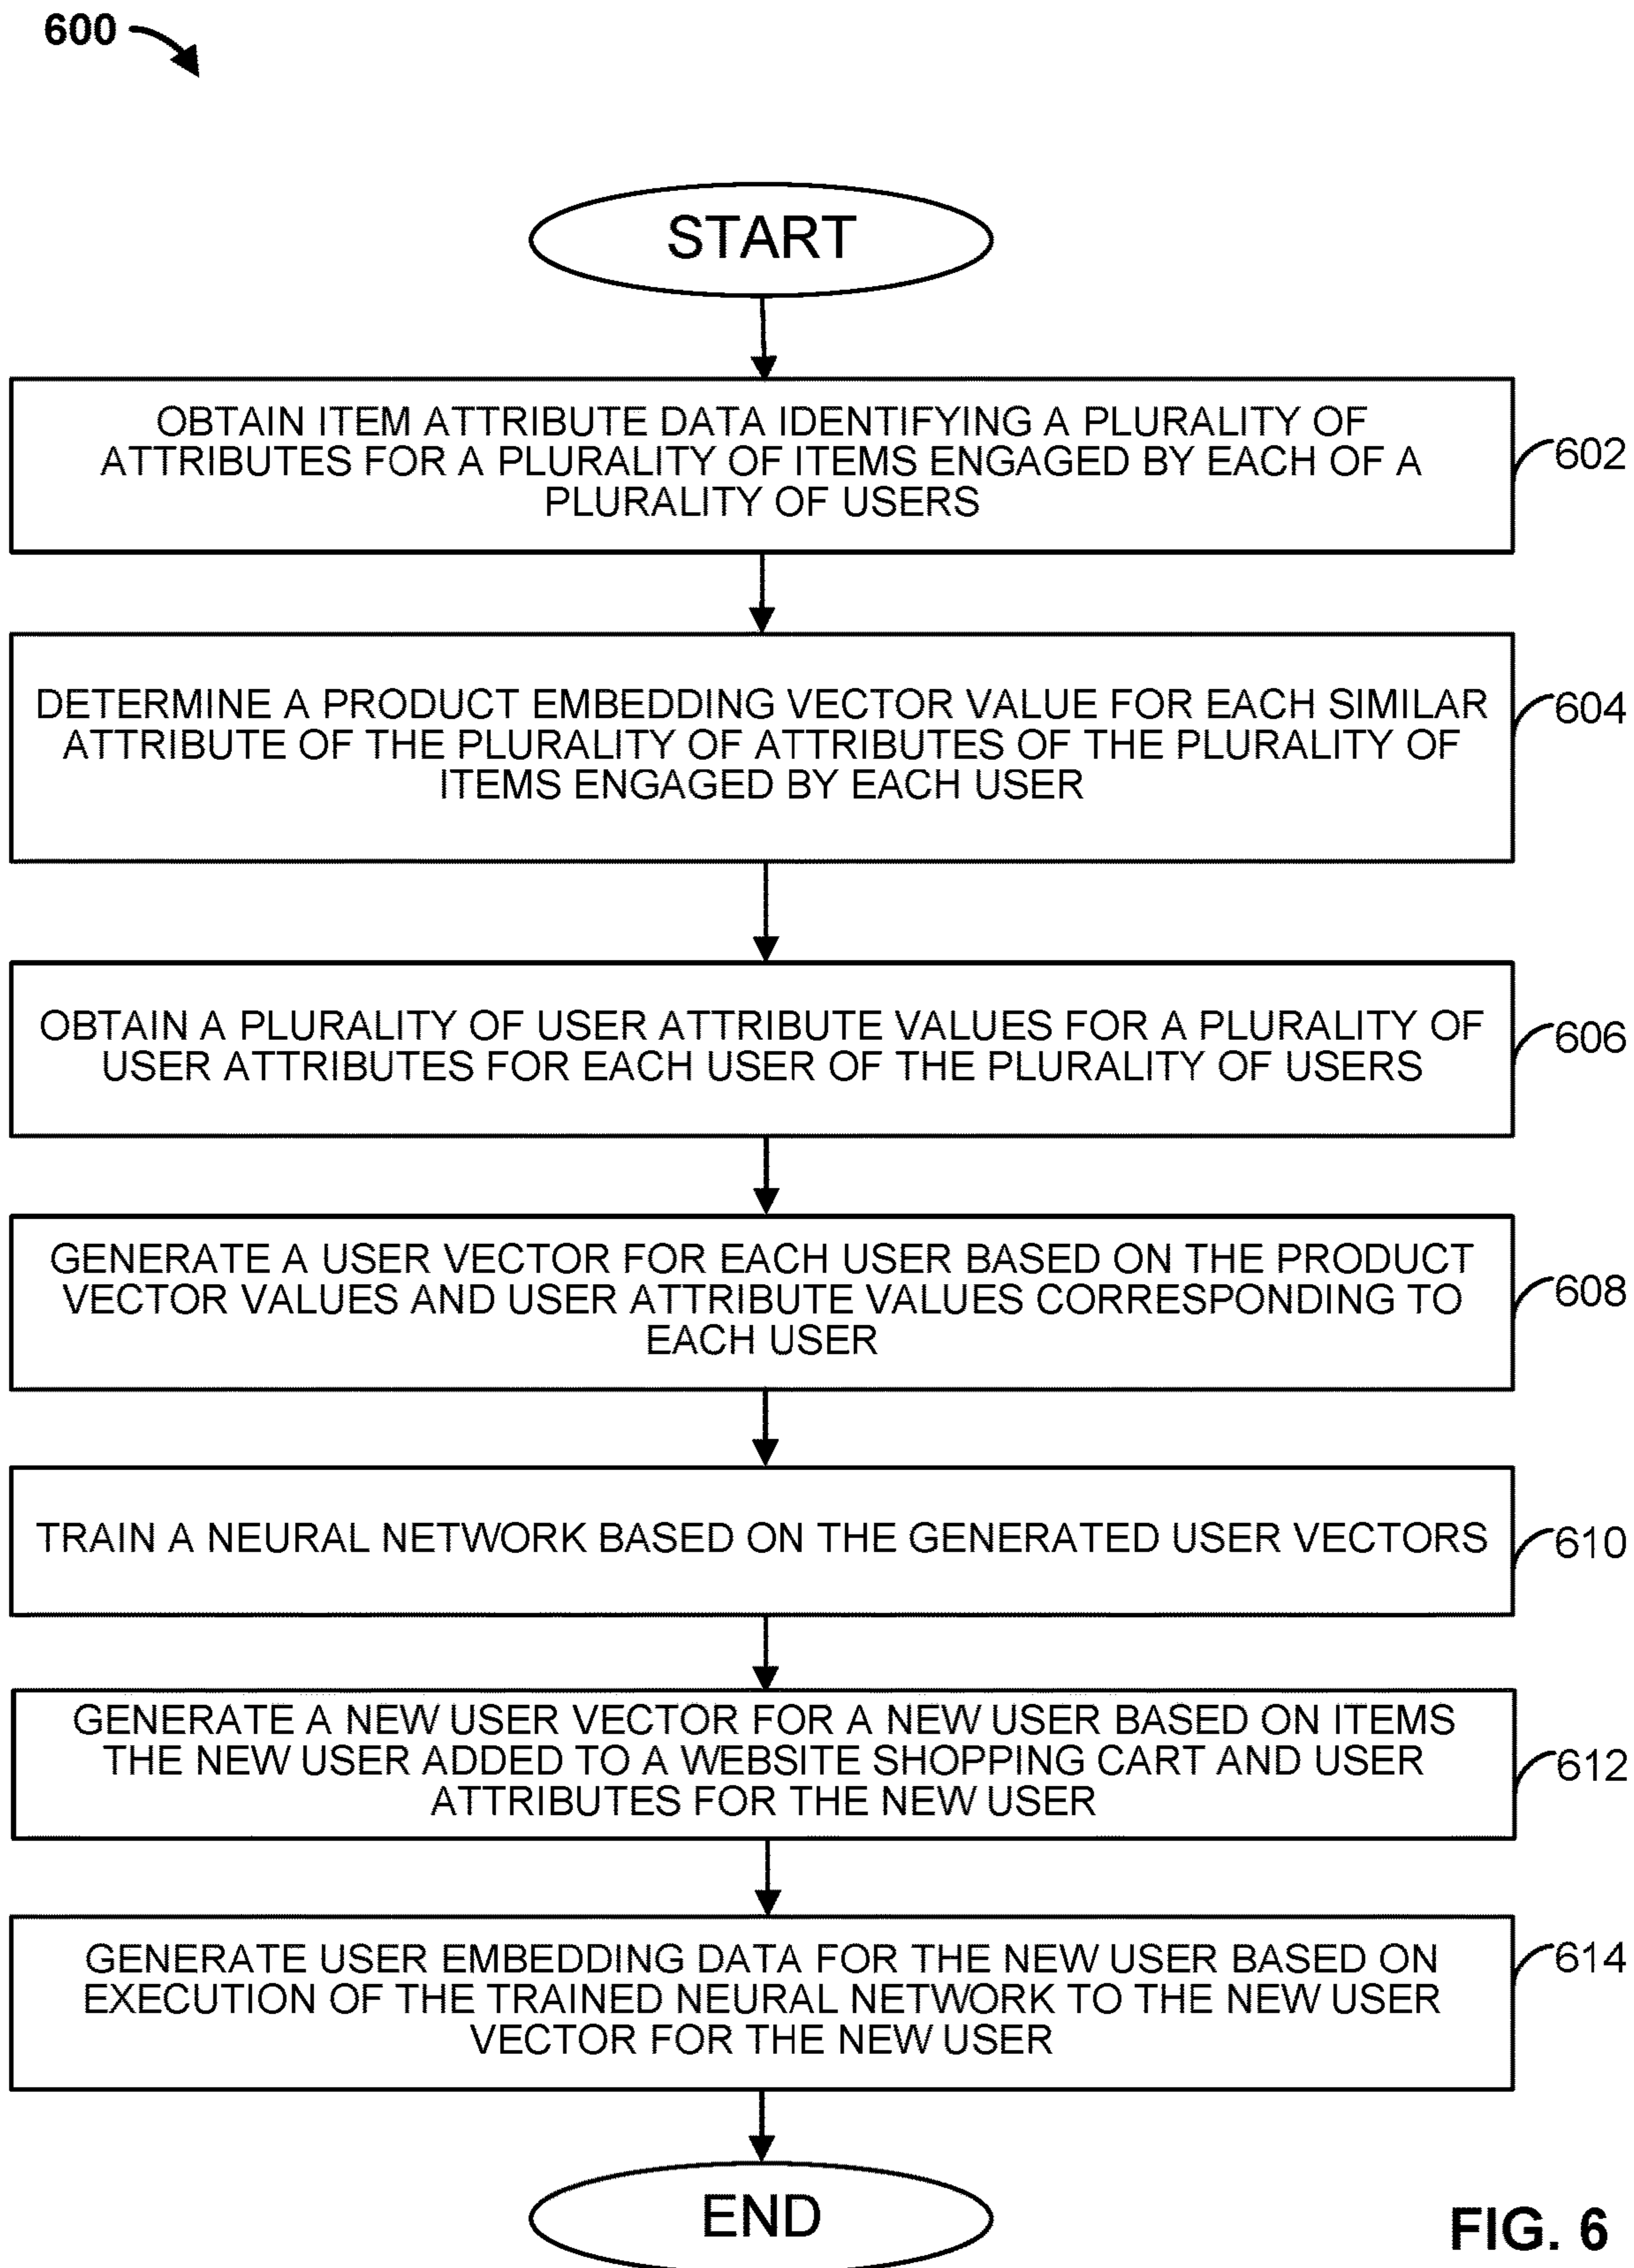 600
START
OBTAIN ITEM ATTRIBUTE DATA IDENTIFYING A PLURALITY OF
ATTRIBUTES FOR A PLURALITY OF ITEMS ENGAGED BY EACH OF A
PLURALITY OF USERS
602
DETERMINE A PRODUCT EMBEDDING VECTOR VALUE FOR EACH SIMILAR
ATTRIBUTE OF THE PLURALITY OF ATTRIBUTES OF THE PLURALITY OF
ITEMS ENGAGED BY EACH USER
604
OBTAIN A PLURALITY OF USER ATTRIBUTE VALUES FOR A PLURALITY OF
USER ATTRIBUTES FOR EACH USER OF THE PLURALITY OF USERS
606
GENERATE A USER VECTOR FOR EACH USER BASED ON THE PRODUCT
VECTOR VALUES AND USER ATTRIBUTE VALUES CORRESPONDING TO
EACH USER
608
TRAIN A NEURAL NETWORK BASED ON THE GENERATED USER VECTORS
610
GENERATE A NEW USER VECTOR FOR A NEW USER BASED ON ITEMS
THE NEW USER ADDED TO A WEBSITE SHOPPING CART AND USER
ATTRIBUTES FOR THE NEW USER
612
GENERATE USER EMBEDDING DATA FOR THE NEW USER BASED ON
EXECUTION OF THE TRAINED NEURAL NETWORK TO THE NEW USER
VECTOR FOR THE NEW USER
614
END
FIG. 6